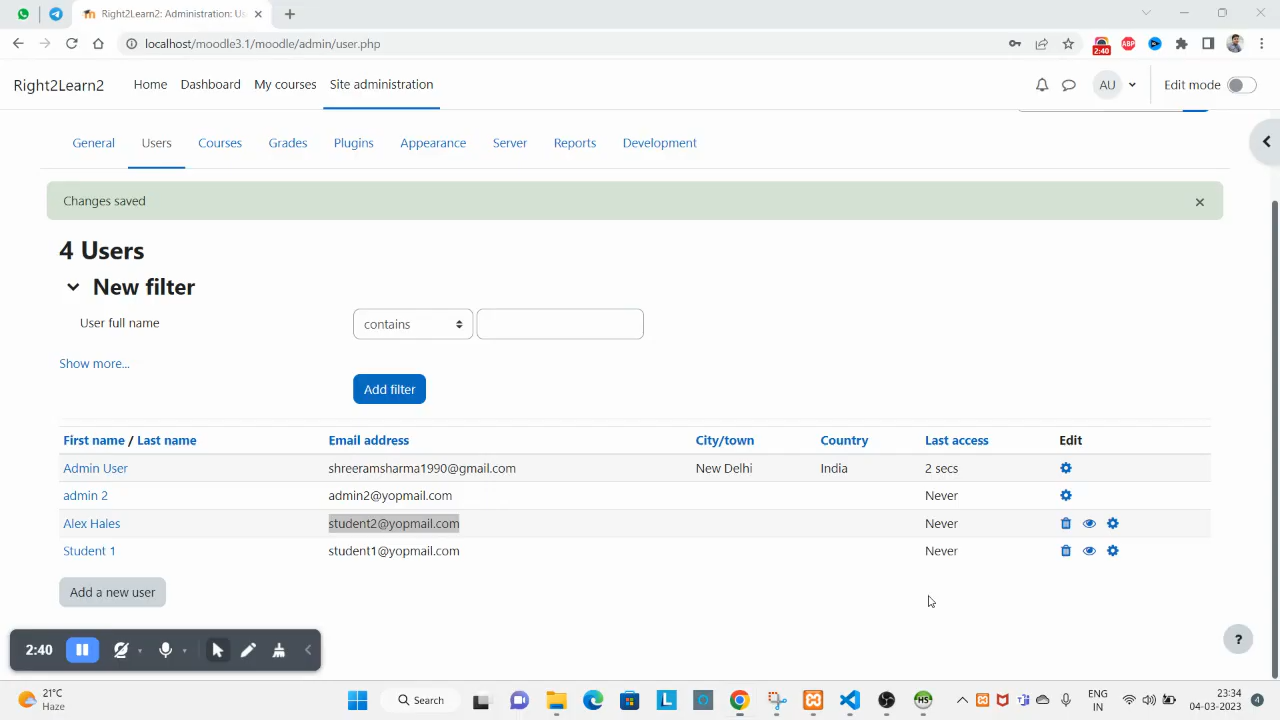 Right2Learn2: Administration: Us
localhost/moodle3.1/moodle/admin/user.php
2:40
ABP
Right2Learn2
Home
Dashboard
My courses
Site administration
AU
Edit mode
General
Users
Courses
Grades
Plugins
Appearance
Server
Reports
Development
Changes saved
4 Users
New filter
User full name
contains
Show more...
Add filter
First name / Last name
Email address
City/town
Country
Last access
Edit
Admin User
shreeramsharma1990@gmail.com
New Delhi
India
2 secs
admin 2
admin2@yopmail.com
Never
Alex Hales
student2@yopmail.com
Never
Student 1
student1@yopmail.com
Never
Add a new user
?
2:40
21°C
Haze
Search
L
HS
ENG
IN
23:34
04-03-2023
4